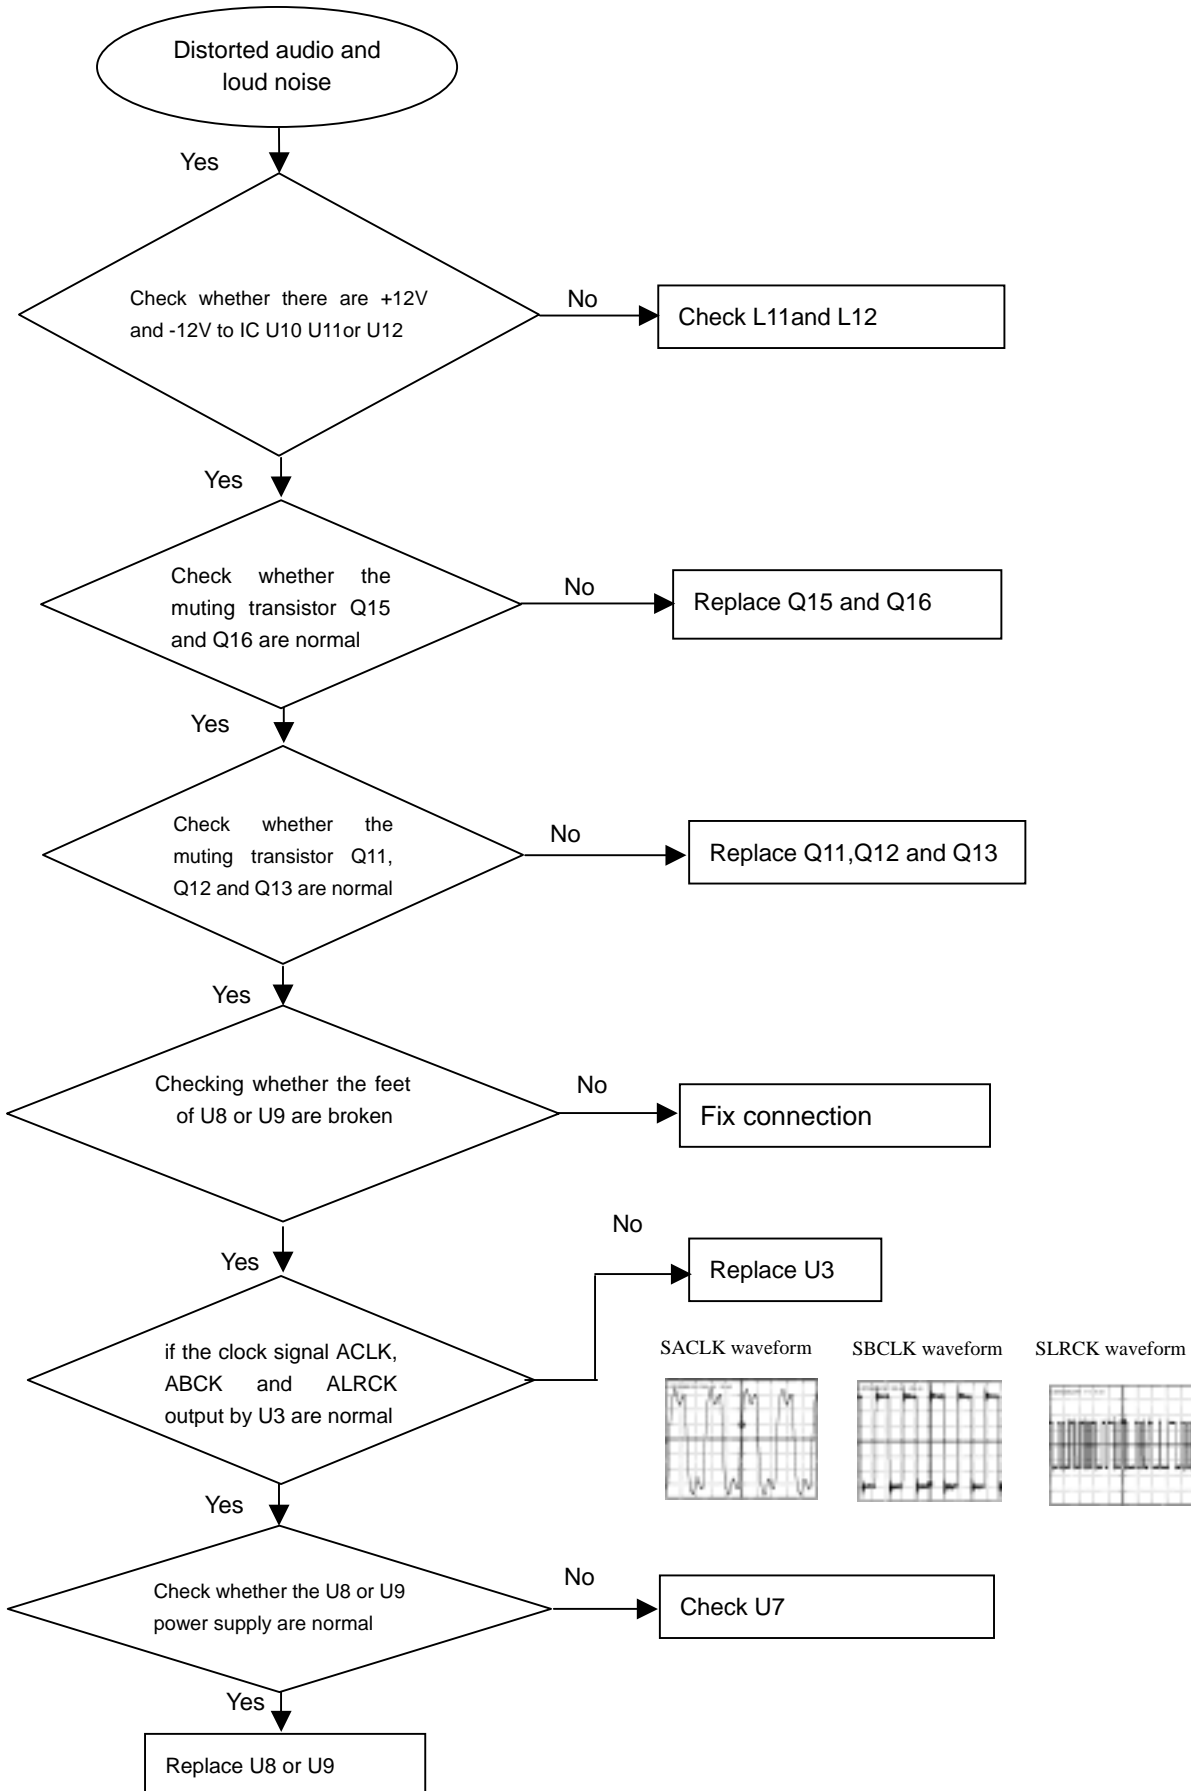 Distorted audio and
loud noise
Yes
Check whether there are +12V
and -12V to IC U10 U11or U12
No
Check L11and L12
Yes
Check whether the
muting transistor Q15
and Q16 are normal
No
Replace Q15 and Q16
Yes
Check whether the
muting transistor Q11,
Q12 and Q13 are normal
No
Replace Q11,Q12 and Q13
Yes
Checking whether the feet
of U8 or U9 are broken
No
Fix connection
Yes
if the clock signal ACLK,
ABCK and ALRCK
output by U3 are normal
No
Replace U3
SACLK waveform
SBCLK waveform
SLRCK waveform
Yes
Check whether the U8 or U9
power supply are normal
No
Check U7
Yes
Replace U8 or U9